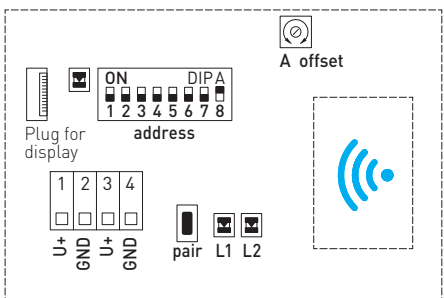 A offset
ON DIP A
1 2 3 4 5 6 7 8
address
Plug for
display
1 2 3 4
U+ GND U+ GND
pair L1 L2